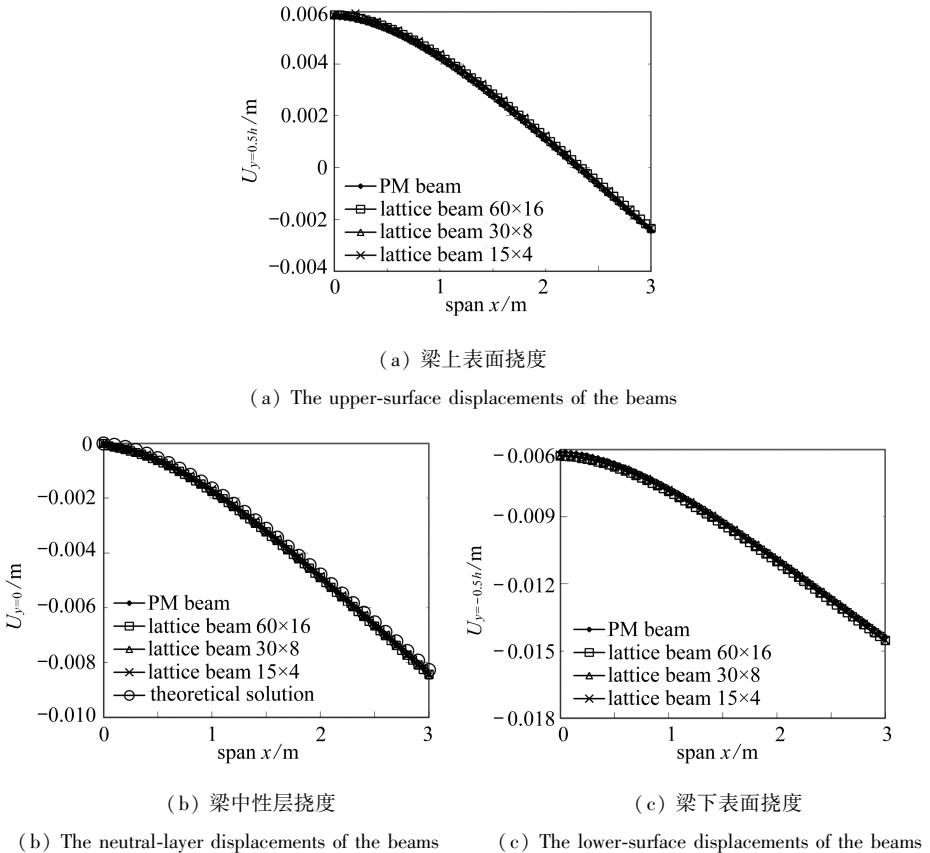 0.006
0.004
0.002
0
−0.002
−0.004
U_{y=0.5h}/m
PM beam
lattice beam 60×16
lattice beam 30×8
lattice beam 15×4
0 1 2 3
span x/m
(a) 梁上表面挠度
(a) The upper-surface displacements of the beams
0
−0.002
−0.004
−0.006
−0.008
−0.010
U_{y=0}/m
PM beam
lattice beam 60×16
lattice beam 30×8
lattice beam 15×4
theoretical solution
0 1 2 3
span x/m
(b) 梁中性层挠度
(b) The neutral-layer displacements of the beams
−0.006
−0.009
−0.012
−0.015
−0.018
U_{y=−0.5h}/m
PM beam
lattice beam 60×16
lattice beam 30×8
lattice beam 15×4
0 1 2 3
span x/m
(c) 梁下表面挠度
(c) The lower-surface displacements of the beams